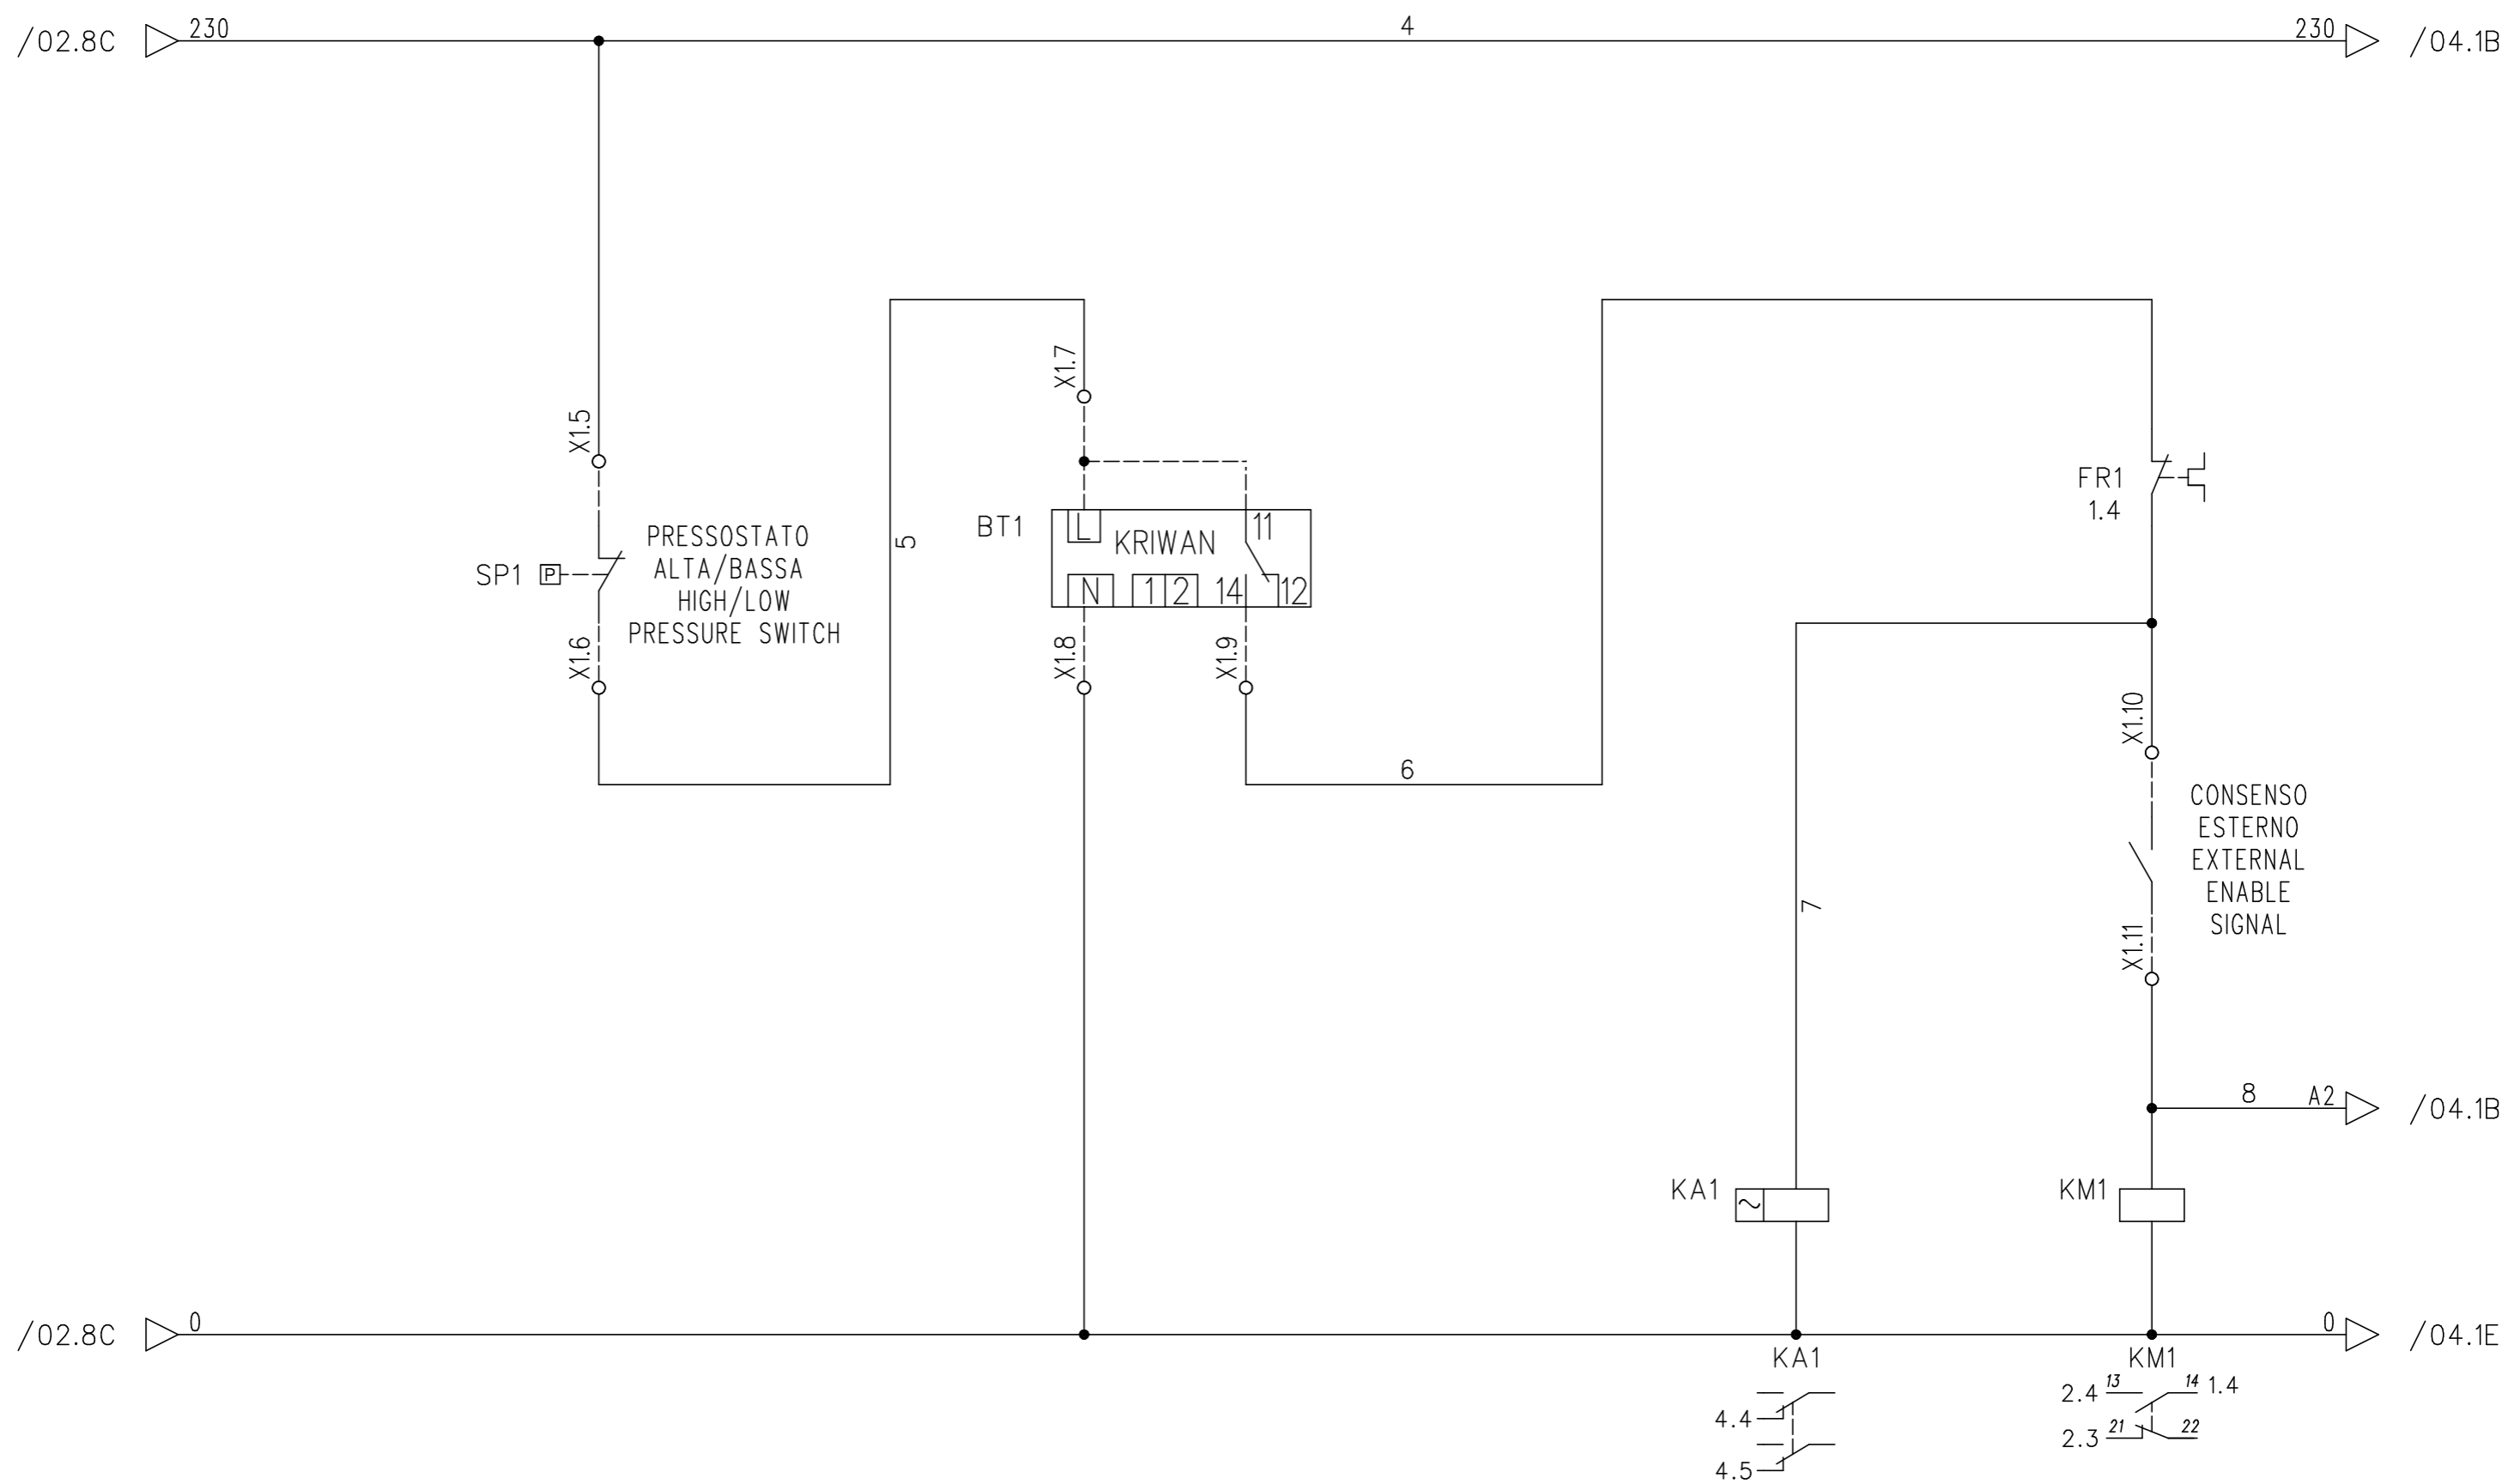 /02.8C 230 4 230 /04.1B
X1.5
SP1
P
PRESSOSTATO
ALTA/BASSA
HIGH/LOW
PRESSURE SWITCH
X1.6
5
X1.7
BT1
L
KRIWAN
11
N 1 2 14 12
X1.8
X1.9
6
FR1
1.4
X1.10
CONSENSO
ESTERNO
EXTERNAL
ENABLE
SIGNAL
X1.11
7
8 A2 /04.1B
KA1
~
KM1
/02.8C 0 0 /04.1E
KA1
4.4
4.5
KM1
2.4 13 14 1.4
2.3 21 22